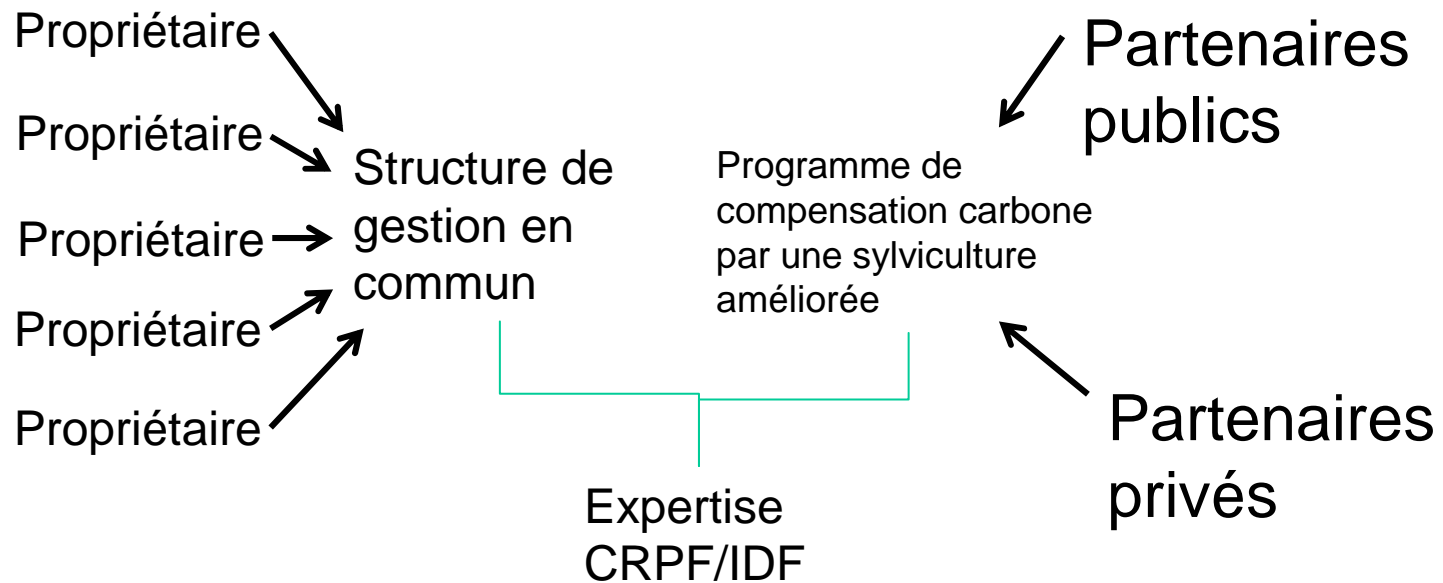 Propriétaire
Propriétaire
Propriétaire
Propriétaire
Propriétaire
Structure de
gestion en
commun
Programme de
compensation carbone
par une sylviculture
améliorée
Partenaires
publics
Partenaires
privés
Expertise
CRPF/IDF